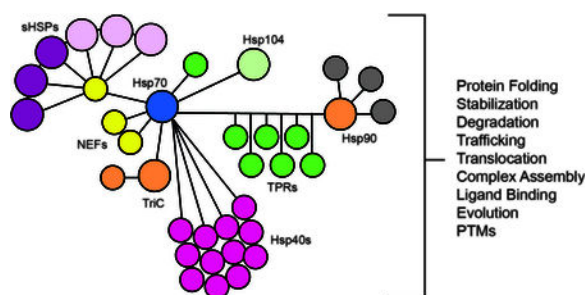 sHSPs
Hsp104
Hsp70
NEFs
Hsp90
TPRs
TriC
Hsp40s
Protein Folding
Stabilization
Degradation
Trafficking
Translocation
Complex Assembly
Ligand Binding
Evolution
PTMs